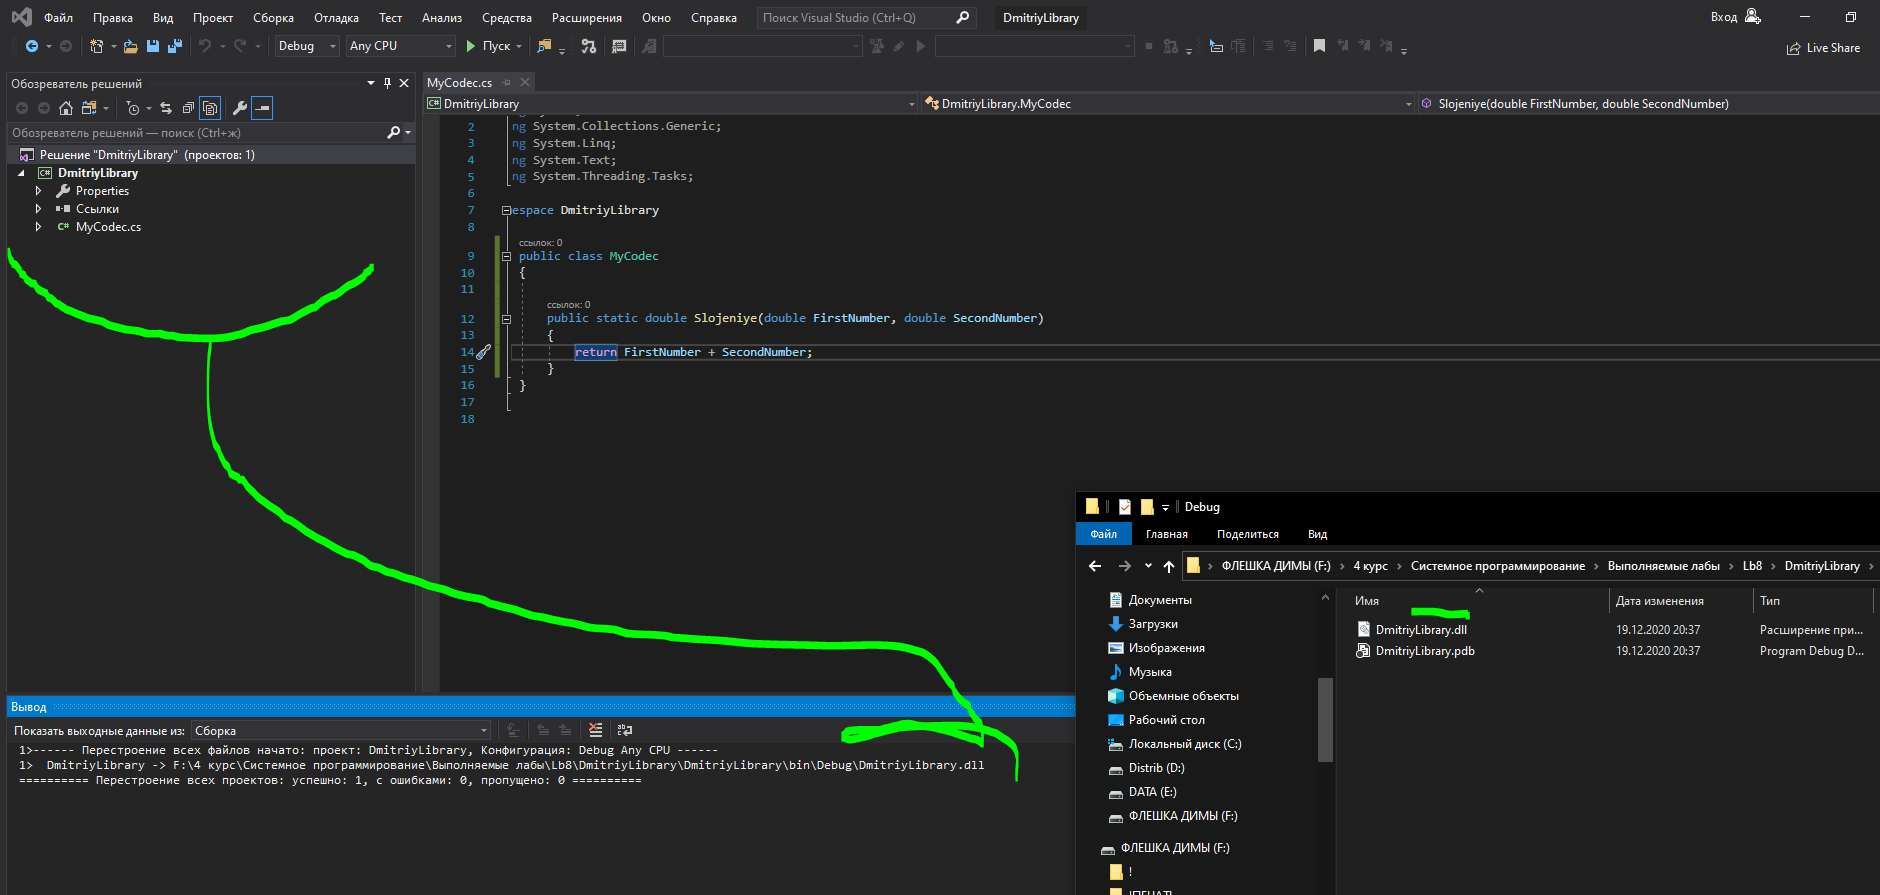 Файл Правка Вид Проект Сборка Отладка Тест Анализ Средства Расширения Окно Справка Поиск Visual Studio (Ctrl+Q) DmitriyLibrary Вход
Debug Any CPU Пуск Live Share
Обозреватель решений
Обозреватель решений — поиск (Ctrl+ж)
Решение "DmitriyLibrary" (проектов: 1)
DmitriyLibrary
Properties
Ссылки
MyCodec.cs
MyCodec.cs
DmitriyLibrary DmitriyLibrary.MyCodec Slojeniye(double FirstNumber, double SecondNumber)
2 ng System.Collections.Generic;
3 ng System.Linq;
4 ng System.Text;
5 ng System.Threading.Tasks;
6
7 espace DmitriyLibrary
8
ссылок: 0
9 public class MyCodec
10 {
11
ссылок: 0
12 public static double Slojeniye(double FirstNumber, double SecondNumber)
13 {
14 return FirstNumber + SecondNumber;
15 }
16 }
17
18
Вывод
Показать выходные данные из: Сборка
1>------ Перестроение всех файлов начато: проект: DmitriyLibrary, Конфигурация: Debug Any CPU ------
1> DmitriyLibrary -> F:\4 курс\Системное программирование\Выполняемые лабы\Lb8\DmitriyLibrary\DmitriyLibrary\bin\Debug\DmitriyLibrary.dll
========== Перестроение всех проектов: успешно: 1, с ошибками: 0, пропущено: 0 ==========
Debug
Файл Главная Поделиться Вид
ФЛЕШКА ДИМЫ (F:) 4 курс Системное программирование Выполняемые лабы Lb8 DmitriyLibrary
Документы
Загрузки
Изображения
Музыка
Объемные объекты
Рабочий стол
Локальный диск (C:)
Distrib (D:)
DATA (E:)
ФЛЕШКА ДИМЫ (F:)
ФЛЕШКА ДИМЫ (F:)
!
Имя Дата изменения Тип
DmitriyLibrary.dll 19.12.2020 20:37 Расширение при...
DmitriyLibrary.pdb 19.12.2020 20:37 Program Debug D...